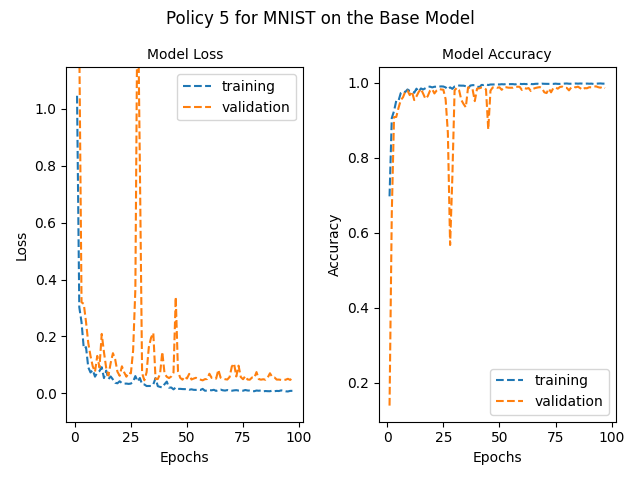 Policy 5 for MNIST on the Base Model
Model Loss
training
validation
1.0
0.8
0.6
0.4
0.2
0.0
Loss
0
25
50
75
100
Epochs
Model Accuracy
1.0
0.8
0.6
0.4
0.2
Accuracy
training
validation
0
25
50
75
100
Epochs